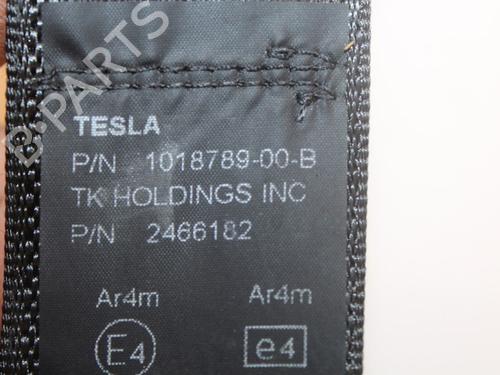 B-PARTS
TESLA
P/N 1018789-00-B
TK HOLDINGS INC
P/N 2466182
Ar4m Ar4m
E4 e4